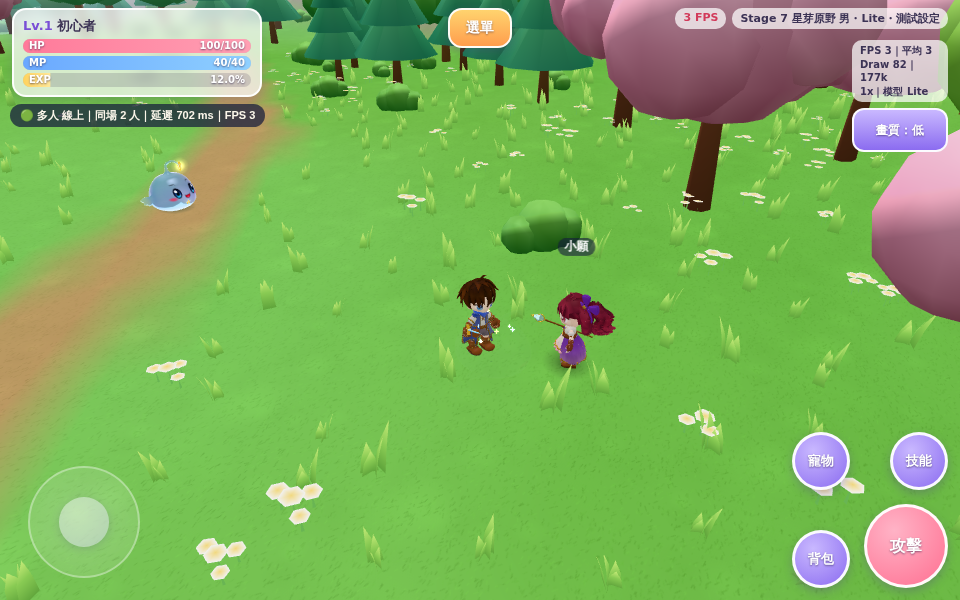 Lv.1 初心者
HP 100/100
MP 40/40
EXP 12.0%
🟢 多人 線上｜同場 2 人｜延遲 702 ms｜FPS 3
選單
3 FPS
Stage 7 星芽原野 男・Lite・測試設定
FPS 3｜平均 3
Draw 82｜
177k
1x｜模型 Lite
畫質：低
小顥
寵物
技能
背包
攻擊